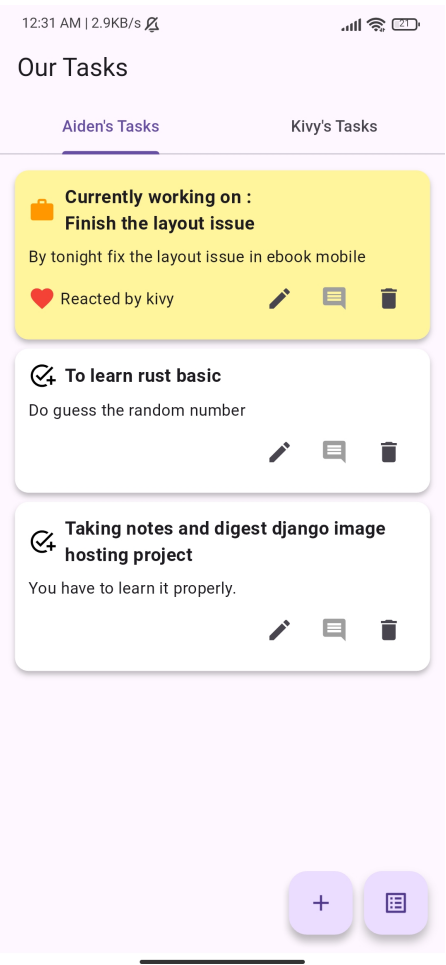 12:31 AM | 2.9KB/s
21
Our Tasks
Aiden's Tasks
Kivy's Tasks
Currently working on :
Finish the layout issue
By tonight fix the layout issue in ebook mobile
Reacted by kivy
To learn rust basic
Do guess the random number
Taking notes and digest django image
hosting project
You have to learn it properly.